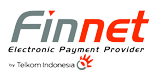 Finnet
Electronic Payment Provider
by Telkom Indonesia